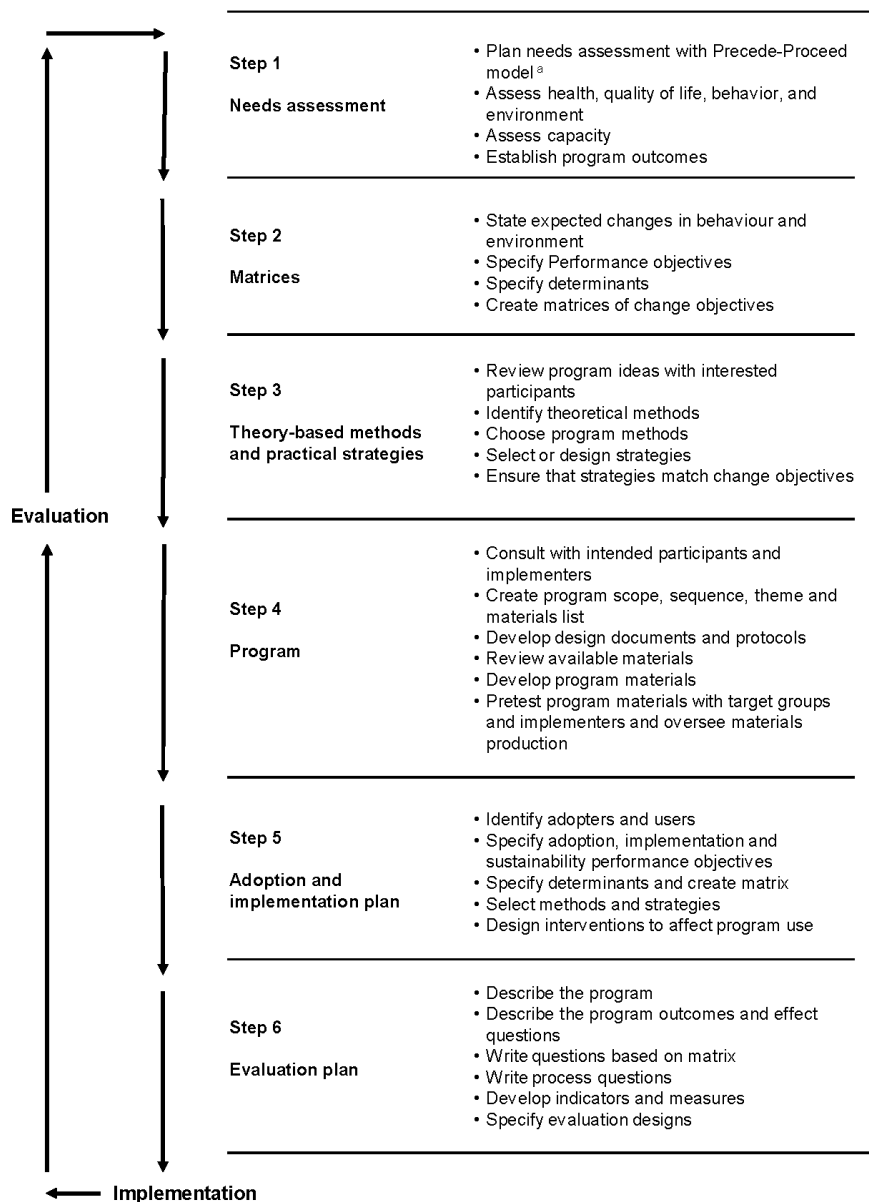 Step 1
Needs assessment
• Plan needs assessment with Precede-Proceed
model a
• Assess health, quality of life, behavior, and
environment
• Assess capacity
• Establish program outcomes
Step 2
Matrices
• State expected changes in behaviour and
environment
• Specify Performance objectives
• Specify determinants
• Create matrices of change objectives
Step 3
Theory-based methods
and practical strategies
• Review program ideas with interested
participants
• Identify theoretical methods
• Choose program methods
• Select or design strategies
• Ensure that strategies match change objectives
Evaluation
Step 4
Program
• Consult with intended participants and
implementers
• Create program scope, sequence, theme and
materials list
• Develop design documents and protocols
• Review available materials
• Develop program materials
• Pretest program materials with target groups
and implementers and oversee materials
production
Step 5
Adoption and
implementation plan
• Identify adopters and users
• Specify adoption, implementation and
sustainability performance objectives
• Specify determinants and create matrix
• Select methods and strategies
• Design interventions to affect program use
Step 6
Evaluation plan
• Describe the program
• Describe the program outcomes and effect
questions
• Write questions based on matrix
• Write process questions
• Develop indicators and measures
• Specify evaluation designs
Implementation